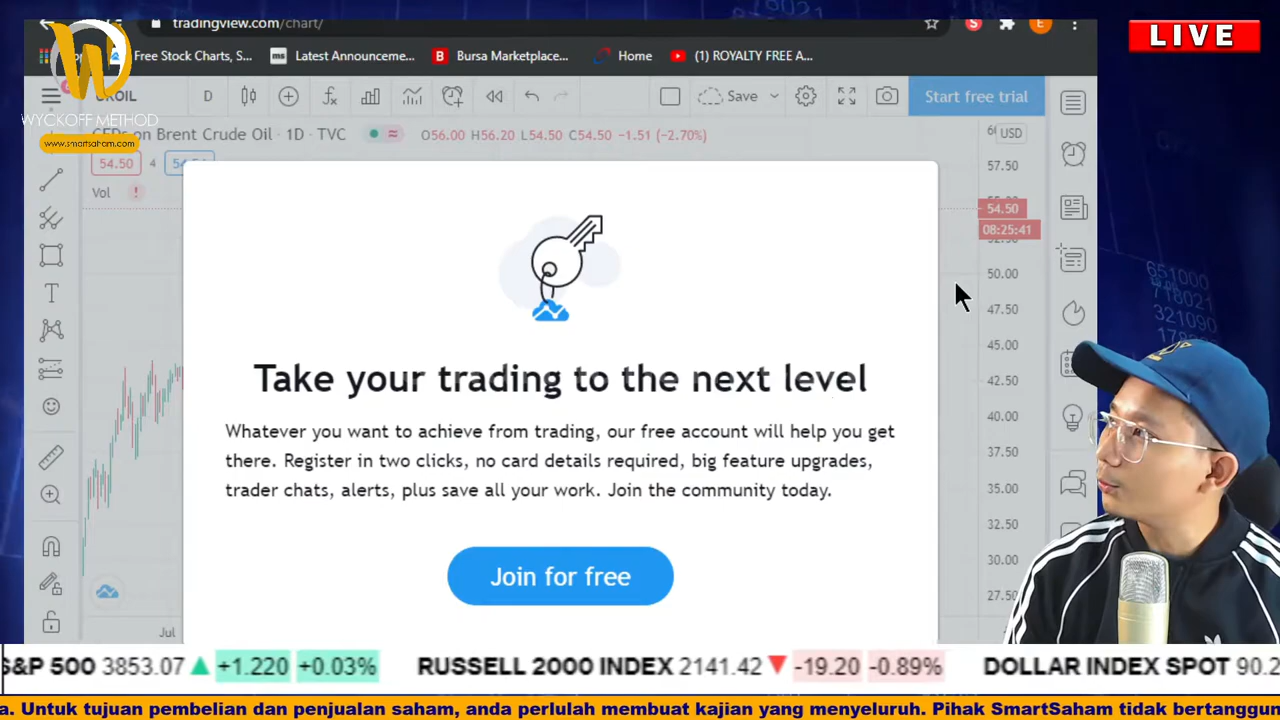 tradingview.com/chart/
Free Stock Charts, S...
Latest Announceme...
Bursa Marketplace...
Home
(1) ROYALTY FREE A...
LIVE
WYCKOFF METHOD
www.smartsaham.com
D
Save
Start free trial
CFDs on Brent Crude Oil · 1D · TVC
O56.00 H56.20 L54.50 C54.50 -1.51 (-2.70%)
54.50
4
Vol
USD
57.50
54.50
08:25:41
50.00
47.50
45.00
42.50
40.00
37.50
35.00
32.50
30.00
27.50
Take your trading to the next level
Whatever you want to achieve from trading, our free account will help you get
there. Register in two clicks, no card details required, big feature upgrades,
trader chats, alerts, plus save all your work. Join the community today.
Join for free
Jul
S&P 500 3853.07 ▲ +1.220 +0.03% RUSSELL 2000 INDEX 2141.42 ▼ -19.20 -0.89% DOLLAR INDEX SPOT 90.2
a. Untuk tujuan pembelian dan penjualan saham, anda perlulah membuat kajian yang menyeluruh. Pihak SmartSaham tidak bertanggun